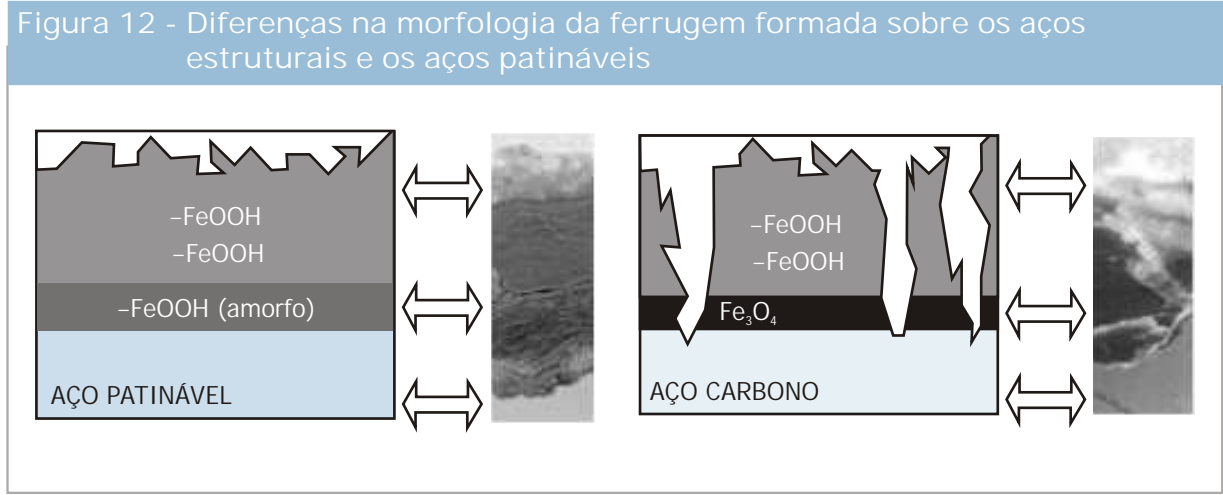 Figura 12 - Diferenças na morfologia da ferrugem formada sobre os aços
estruturais e os aços patináveis
–FeOOH
–FeOOH
–FeOOH (amorfo)
AÇO PATINÁVEL
–FeOOH
–FeOOH
Fe₃O₄
AÇO CARBONO